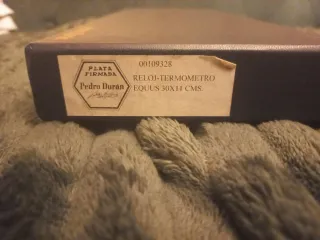 PLATA
FIRMADA
Pedro Duran
00109328
RELOJ-TERMOMETRO
EQUUS 30X14 CMS.